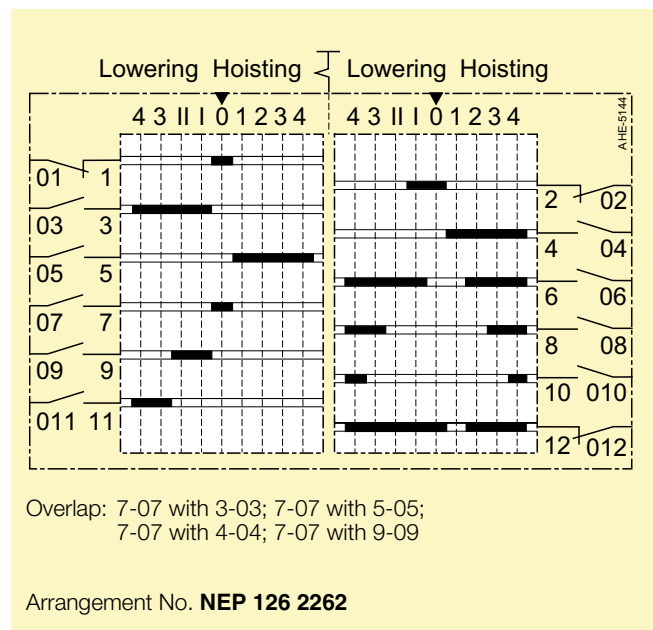 Lowering Hoisting Lowering Hoisting
4 3 II I 0 1 2 3 4 4 3 II I 0 1 2 3 4
AHE-5144
01 1
2 02
03 3
4 04
05 5
6 06
07 7
8 08
09 9
10 010
011 11
12 012
Overlap: 7-07 with 3-03; 7-07 with 5-05;
7-07 with 4-04; 7-07 with 9-09
Arrangement No. NEP 126 2262